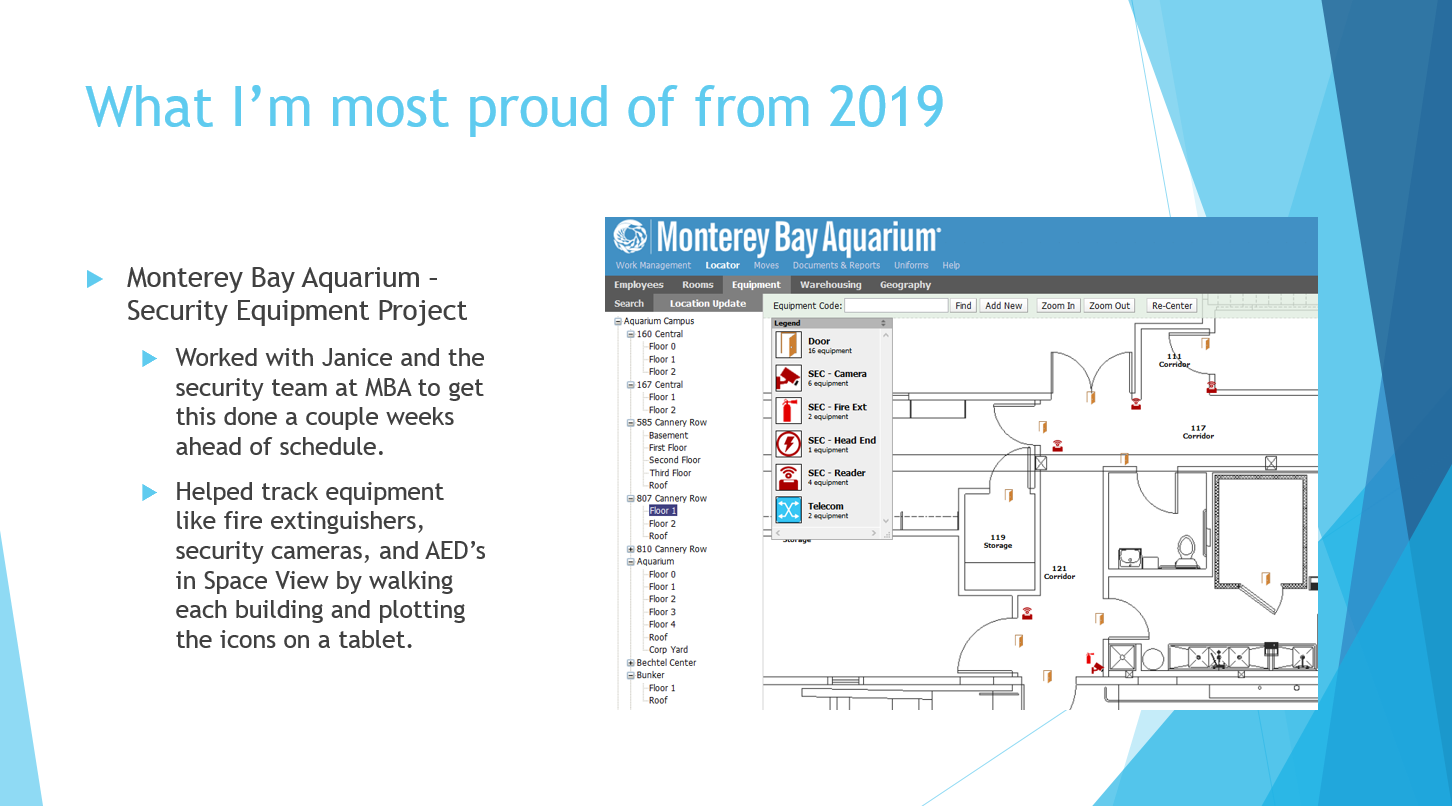 What I’m most proud of from 2019
Monterey Bay Aquarium –
Security Equipment Project
Worked with Janice and the
security team at MBA to get
this done a couple weeks
ahead of schedule.
Helped track equipment
like fire extinguishers,
security cameras, and AED’s
in Space View by walking
each building and plotting
the icons on a tablet.
Monterey Bay Aquarium
Work Management Locator Moves Documents & Reports Uniforms Help
Employees Rooms Equipment Warehousing Geography
Search Location Update
Equipment Code: Find Add New Zoom In Zoom Out Re-Center
Aquarium Campus
160 Central
Floor 0
Floor 1
Floor 2
167 Central
Floor 1
Floor 2
585 Cannery Row
Basement
First Floor
Second Floor
Third Floor
Roof
807 Cannery Row
Floor 1
Floor 2
Roof
810 Cannery Row
Aquarium
Floor 0
Floor 1
Floor 2
Floor 3
Floor 4
Roof
Corp Yard
Bechtel Center
Bunker
Floor 1
Roof
Legend
Door
16 equipment
SEC - Camera
6 equipment
SEC - Fire Ext
2 equipment
SEC - Head End
1 equipment
SEC - Reader
4 equipment
Telecom
2 equipment
Storage
111
Corridor
117
Corridor
119
Storage
121
Corridor